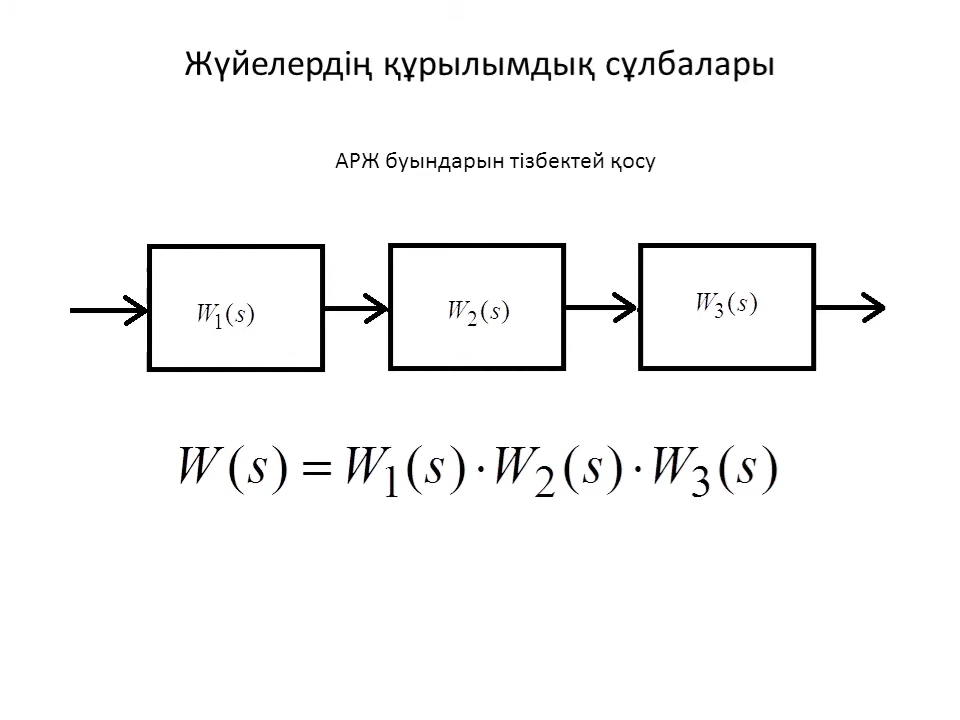 Жүйелердің құрылымдық сұлбалары
АРЖ буындарын тізбектей қосу
W₁(s) W₂(s) W₃(s)
W(s) = W₁(s) · W₂(s) · W₃(s)